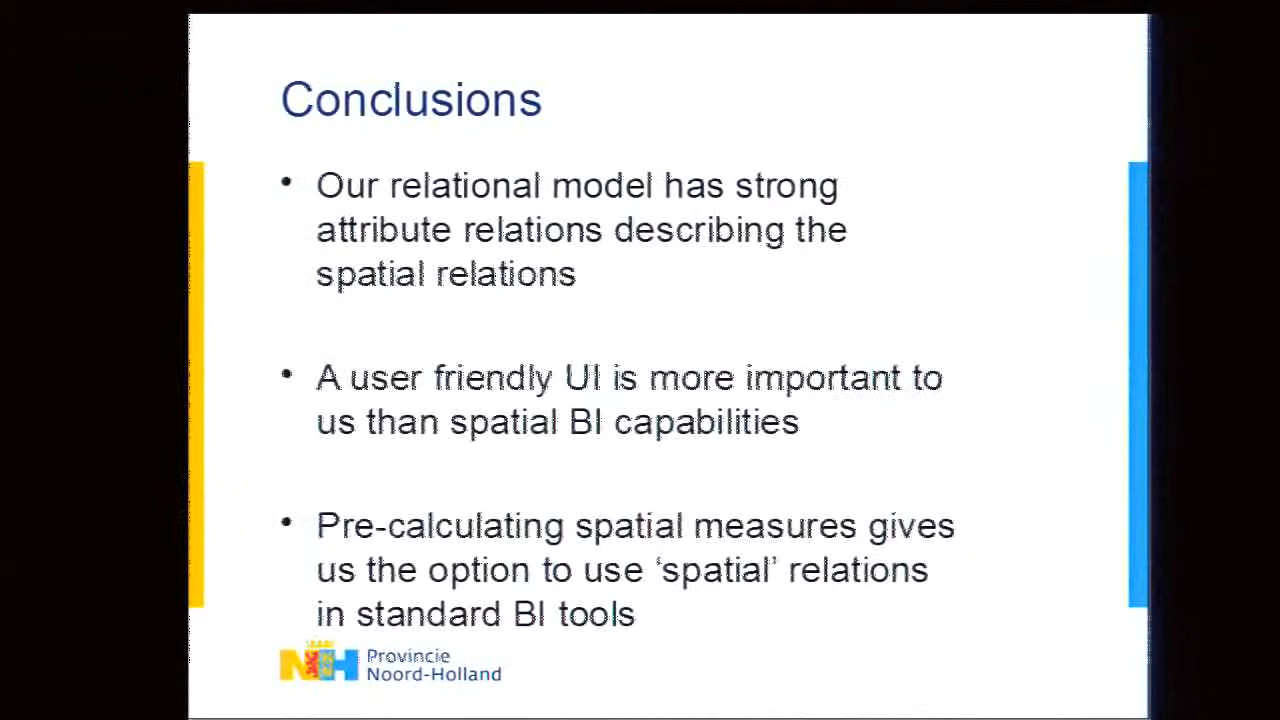 Conclusions
• Our relational model has strong
attribute relations describing the
spatial relations
• A user friendly UI is more important to
us than spatial BI capabilities
• Pre-calculating spatial measures gives
us the option to use ‘spatial’ relations
in standard BI tools
NH Provincie
Noord-Holland